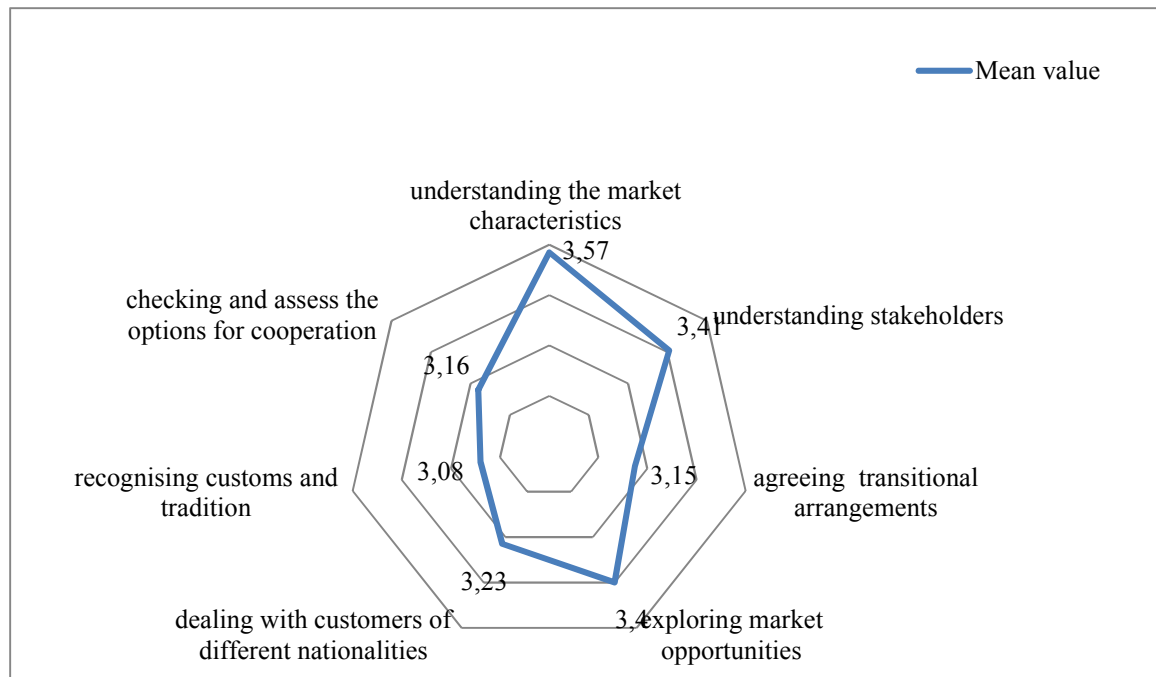 Mean value
understanding the market
characteristics
3,57
checking and assess the
options for cooperation
3,41
understanding stakeholders
3,16
recognising customs and
tradition
3,08
3,15
agreeing transitional
arrangements
3,23
dealing with customers of
different nationalities
3,4
exploring market
opportunities